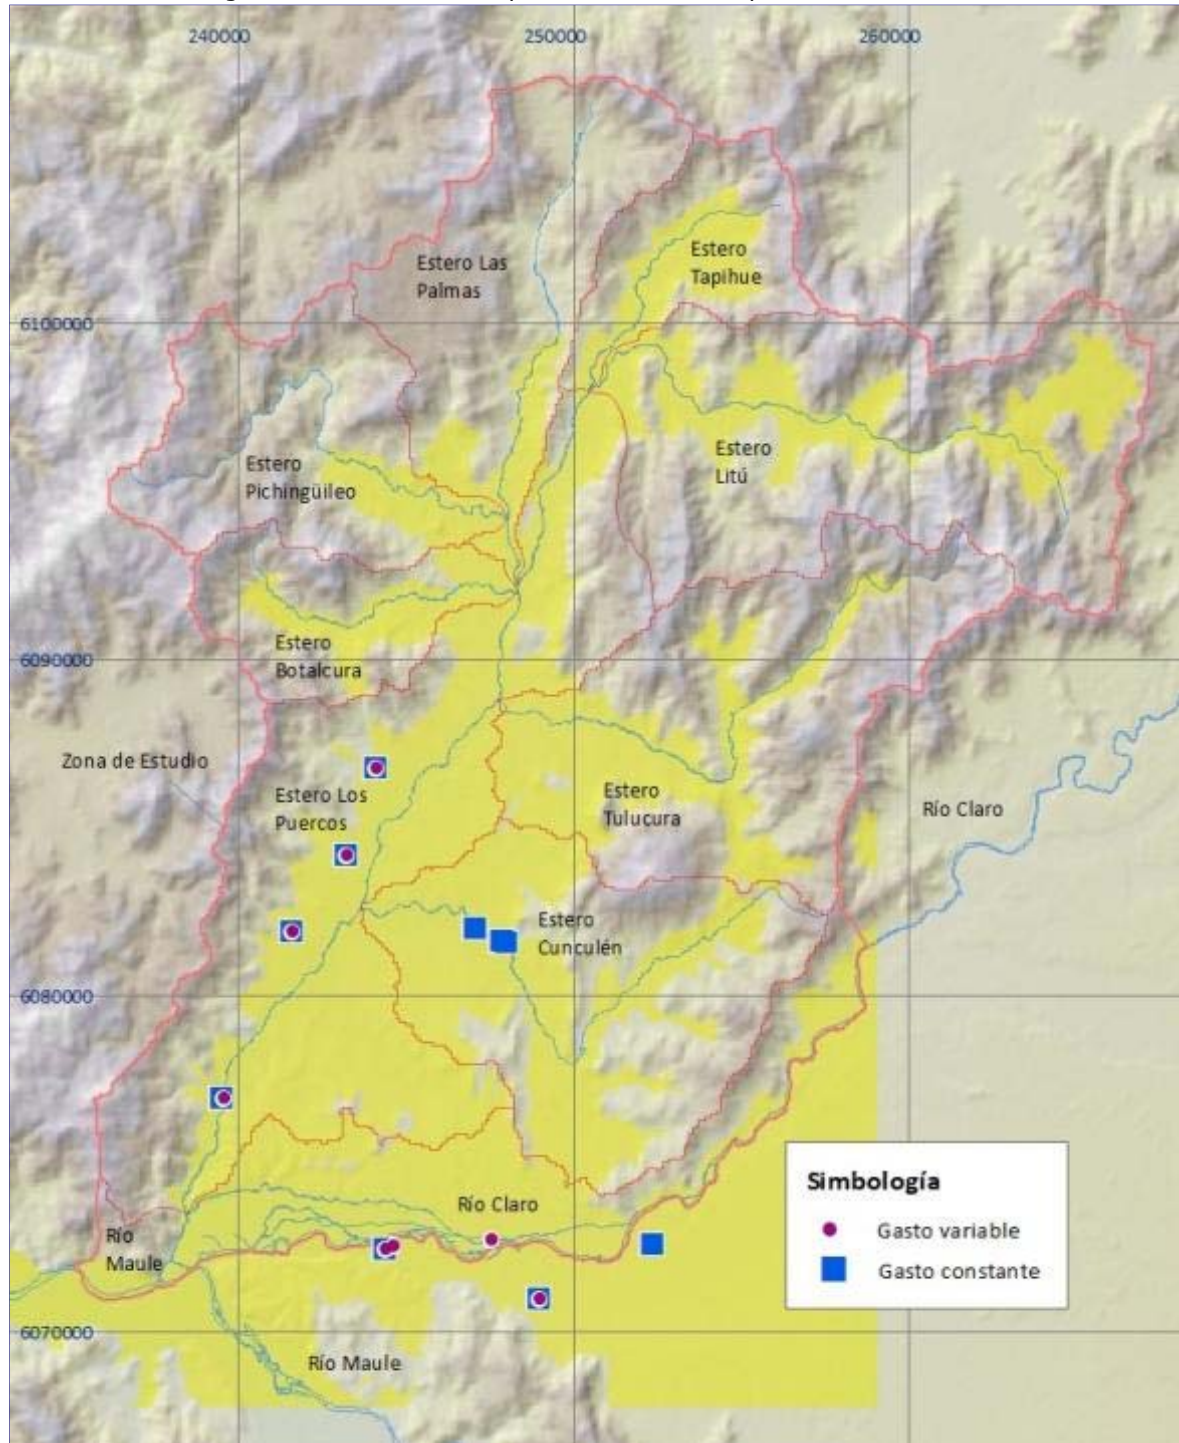 240000
250000
260000
Estero
Tapihue
Estero Las
Palmas
6100000
Estero
Litú
Estero
Pichingüileo
Estero
Botalcura
6090000
Zona de Estudio
Estero Los
Puercos
Estero
Tulucura
Río Claro
Estero
Cunculén
6080000
Simbología
Gasto variable
Gasto constante
Río Claro
Río
Maule
6070000
Río Maule